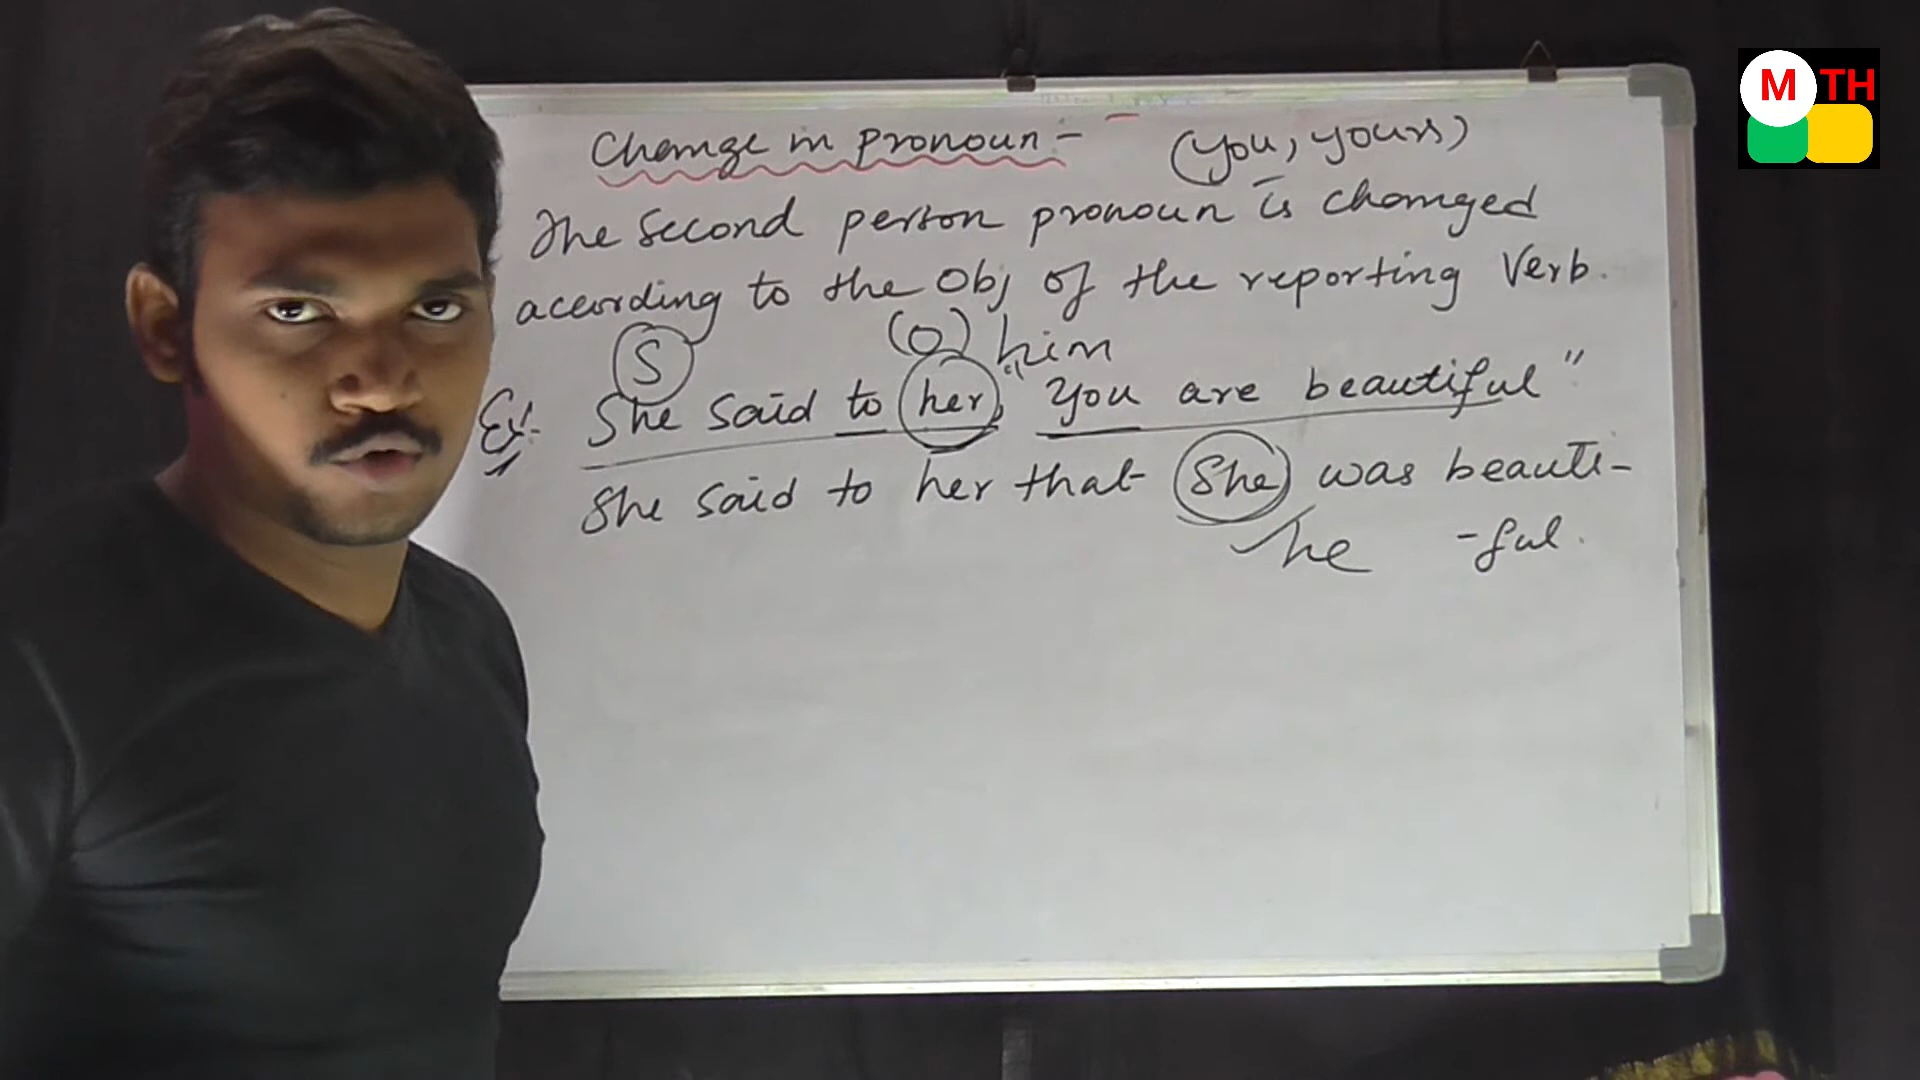 M TH
Change in pronoun:- (you, yours)
The second person pronoun is changed
according to the Obj of the reporting Verb.
S (O) him
Ex:- She said to her, "You are beautiful"
She said to her that She was beauti-
he -ful.